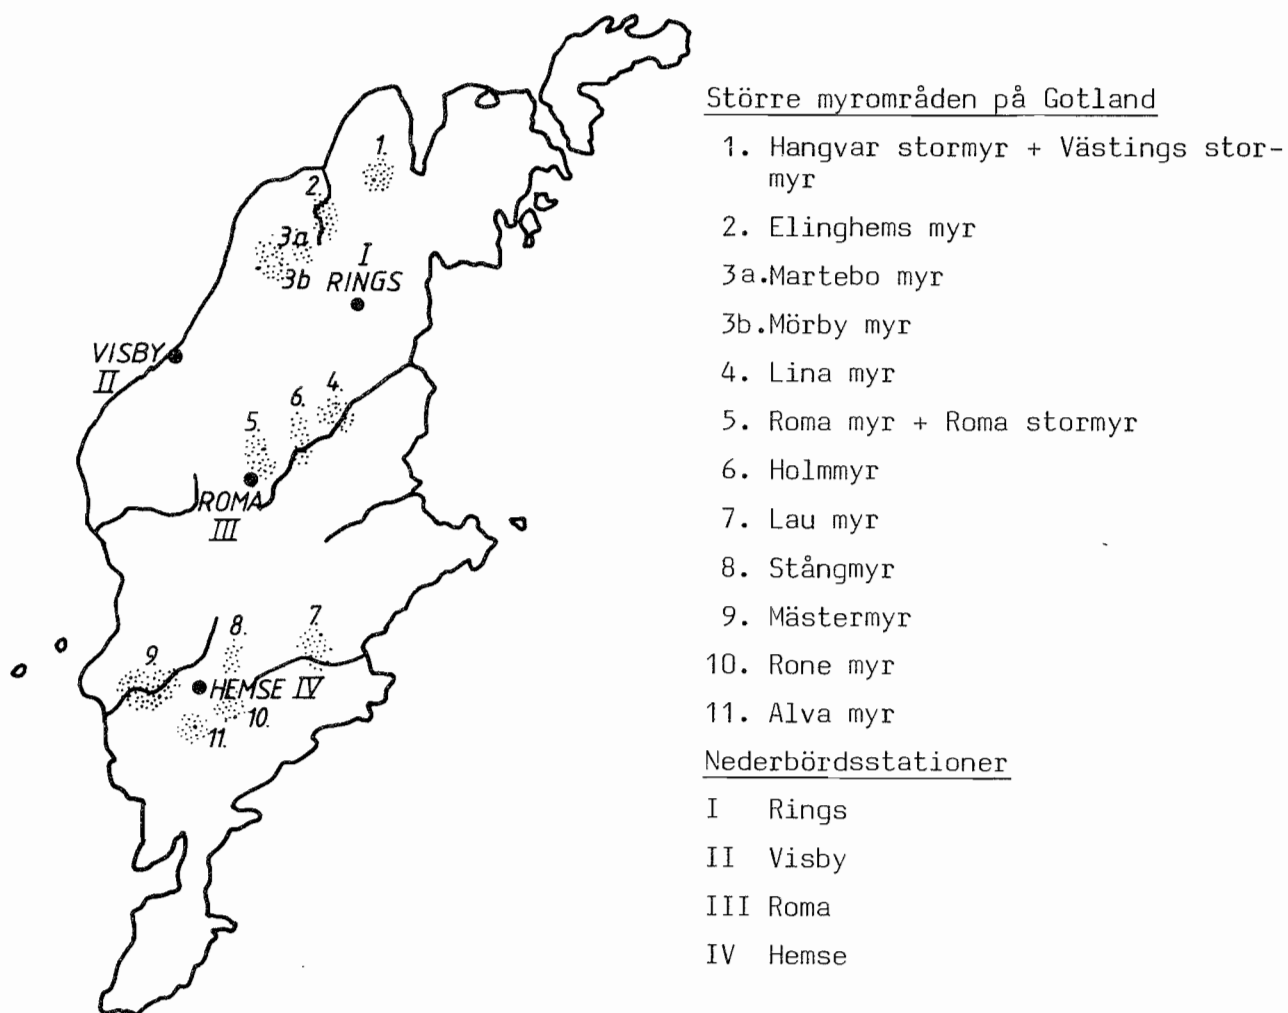 1.
2.
3a
3b
I
RINGS
VISBY
II
4.
6.
5.
ROMA
III
7.
8.
9.
HEMSE IV
10.
11.
Större myrområden på Gotland
1. Hangvar stormyr + Västings stor-
myr
2. Elinghems myr
3a. Martebo myr
3b. Mörby myr
4. Lina myr
5. Roma myr + Roma stormyr
6. Holmmyr
7. Lau myr
8. Stångmyr
9. Mästermyr
10. Rone myr
11. Alva myr
Nederbördsstationer
I Rings
II Visby
III Roma
IV Hemse